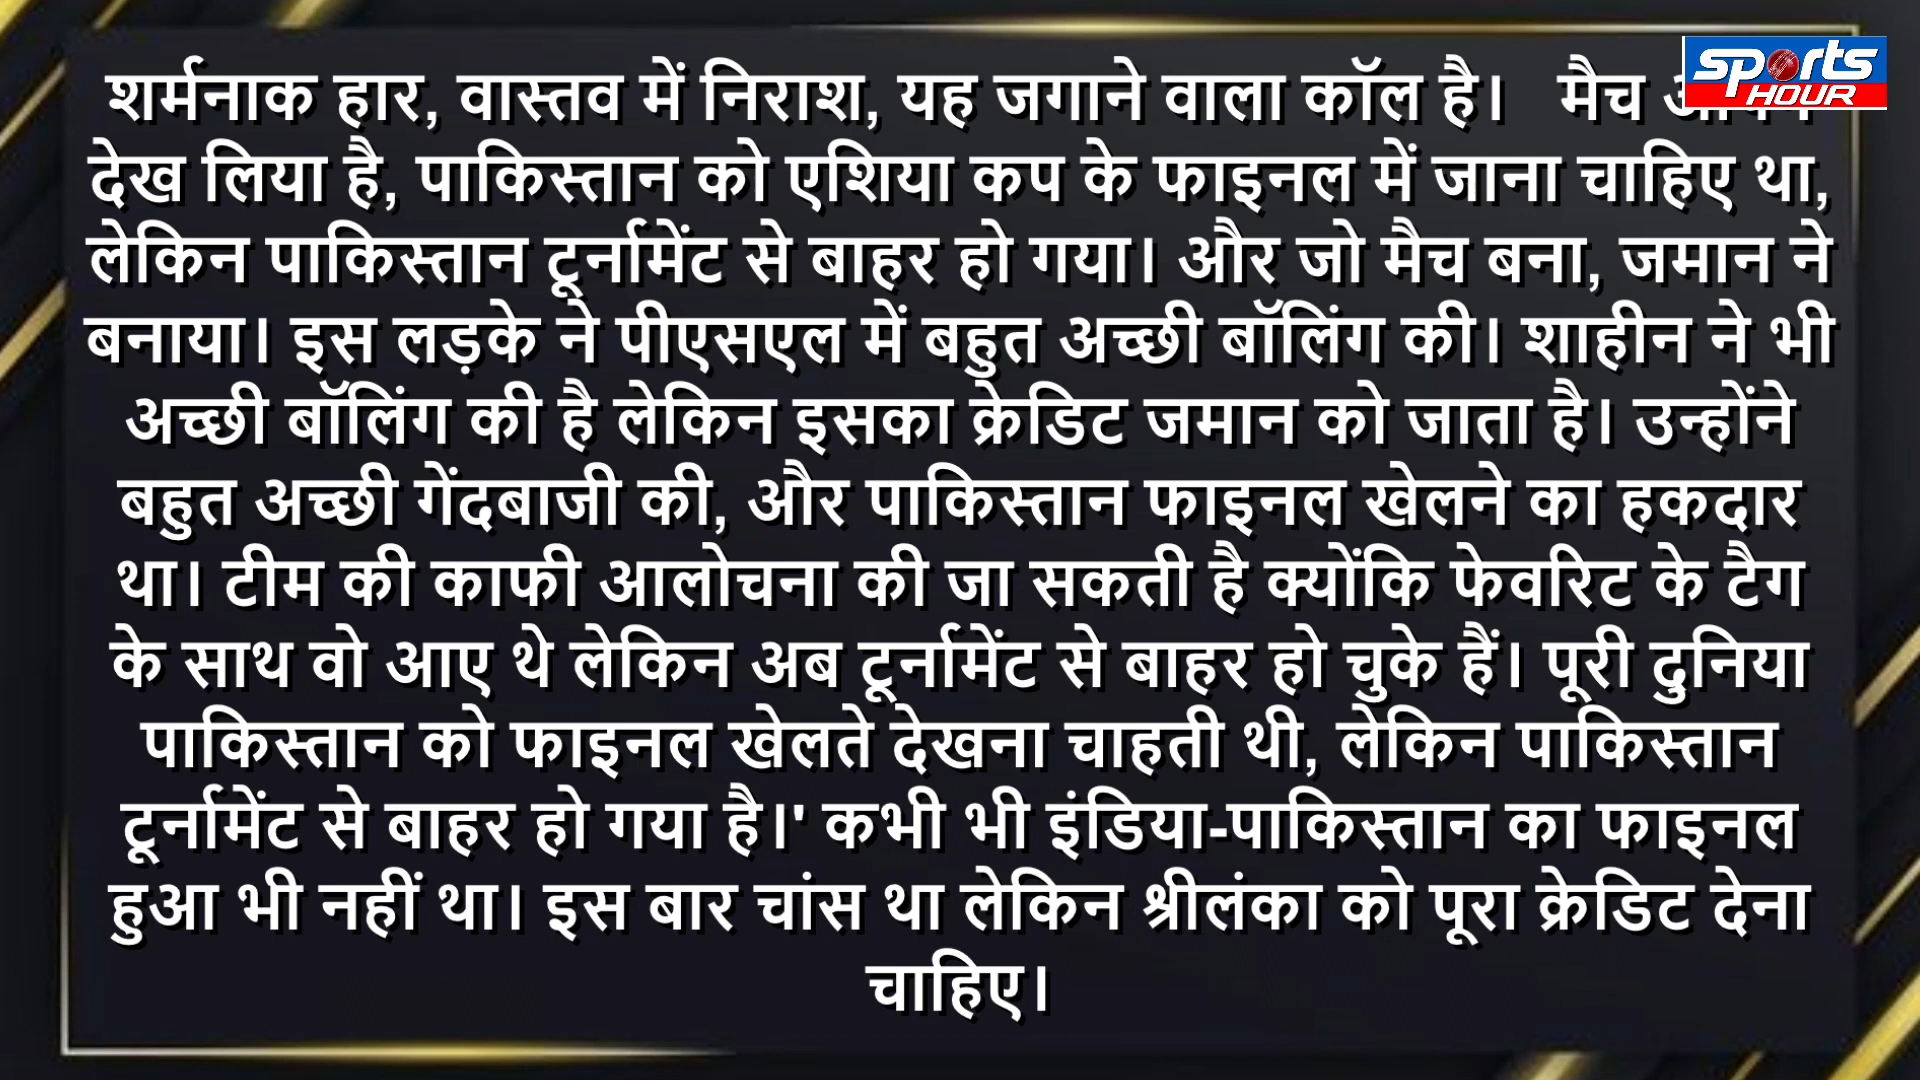 शर्मनाक हार, वास्तव में निराश, यह जगाने वाला कॉल है। मैच
sports
HOUR
देख लिया है, पाकिस्तान को एशिया कप के फाइनल में जाना चाहिए था,
लेकिन पाकिस्तान टूर्नामेंट से बाहर हो गया। और जो मैच बना, जमान ने
बनाया। इस लड़के ने पीएसएल में बहुत अच्छी बॉलिंग की। शाहीन ने भी
अच्छी बॉलिंग की है लेकिन इसका क्रेडिट जमान को जाता है। उन्होंने
बहुत अच्छी गेंदबाजी की, और पाकिस्तान फाइनल खेलने का हकदार
था। टीम की काफी आलोचना की जा सकती है क्योंकि फेवरिट के टैग
के साथ वो आए थे लेकिन अब टूर्नामेंट से बाहर हो चुके हैं। पूरी दुनिया
पाकिस्तान को फाइनल खेलते देखना चाहती थी, लेकिन पाकिस्तान
टूर्नामेंट से बाहर हो गया है।' कभी भी इंडिया-पाकिस्तान का फाइनल
हुआ भी नहीं था। इस बार चांस था लेकिन श्रीलंका को पूरा क्रेडिट देना
चाहिए।